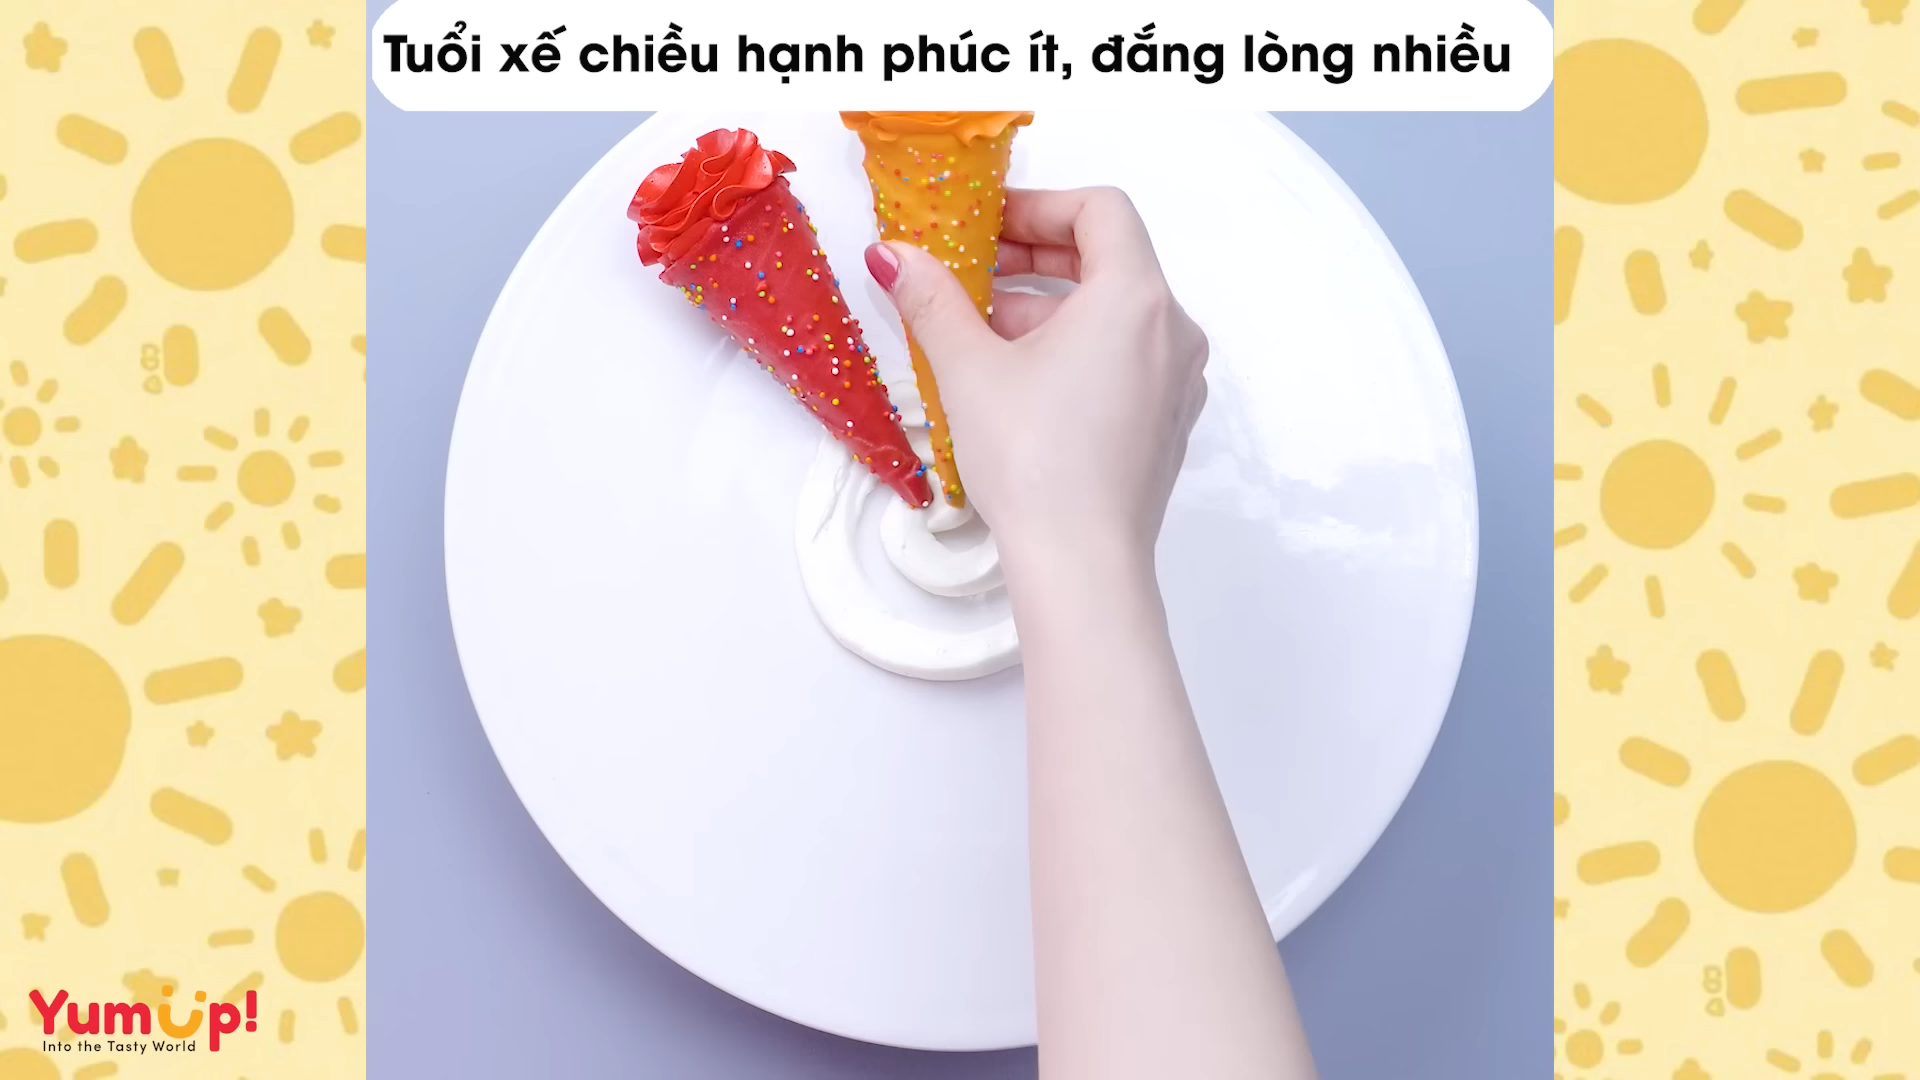 Tuổi xế chiều hạnh phúc ít, đắng lòng nhiều
YumUp!
Into the Tasty World